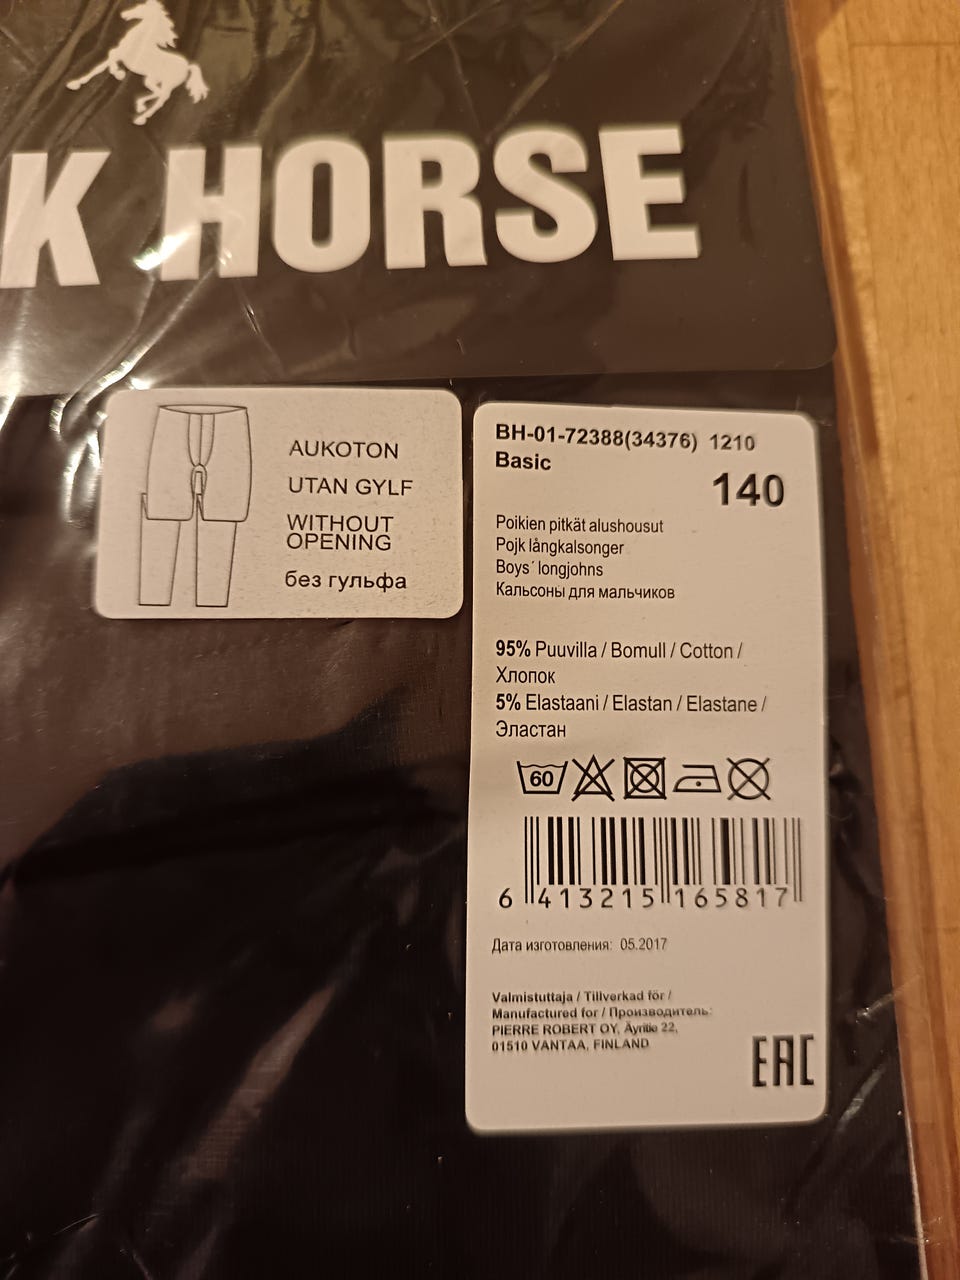 K HORSE
AUKOTON
UTAN GYLF
WITHOUT
OPENING
без гульфа
BH-01-72388(34376) 1210
Basic
140
Poikien pitkät alushousut
Pojk långkalsonger
Boys´longjohns
Кальсоны для мальчиков
95% Puuvilla / Bomull / Cotton /
Хлопок
5% Elastaani / Elastan / Elastane /
Эластан
60
6 413215 165817
Дата изготовления: 05.2017
Valmistuttaja / Tillverkad för /
Manufactured for / Производитель:
PIERRE ROBERT OY, Äyritie 22,
01510 VANTAA, FINLAND
EAC